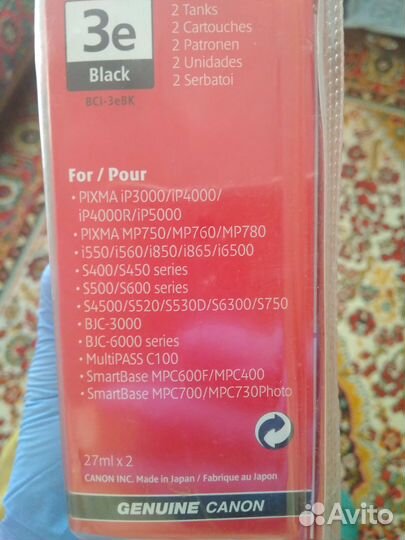 3e
Black
BCI-3eBK
2 Tanks
2 Cartouches
2 Patronen
2 Unidades
2 Serbatoi
For / Pour
• PIXMA iP3000/iP4000/
iP4000R/iP5000
• PIXMA MP750/MP760/MP780
• i550/i560/i850/i865/i6500
• S400/S450 series
• S500/S600 series
• S4500/S520/S530D/S6300/S750
• BJC-3000
• BJC-6000 series
• MultiPASS C100
• SmartBase MPC600F/MPC400
• SmartBase MPC700/MPC730Photo
27ml x 2
CANON INC. Made in Japan / Fabriqué au Japon
GENUINE CANON
Avito